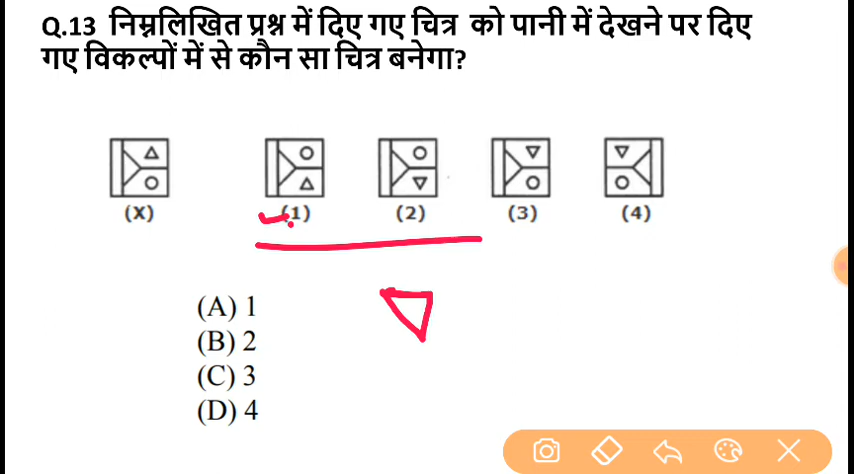 Q.13 निम्नलिखित प्रश्न में दिए गए चित्र को पानी में देखने पर दिए
गए विकल्पों में से कौन सा चित्र बनेगा?
(X) (1) (2) (3) (4)
(A) 1
(B) 2
(C) 3
(D) 4